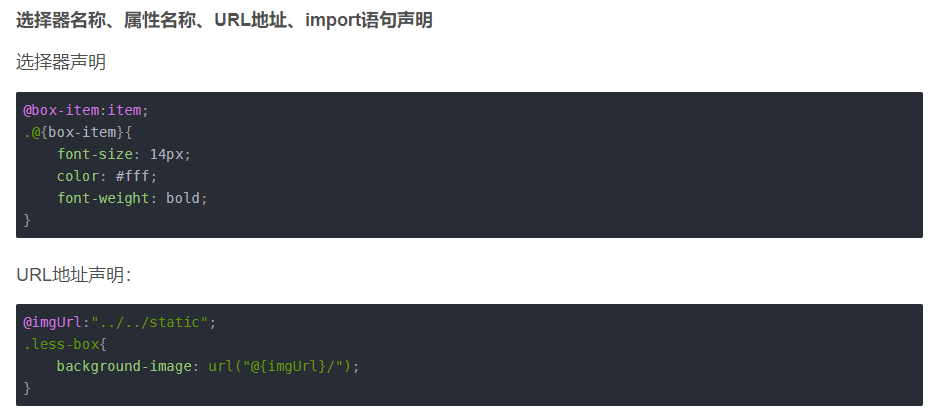 选择器名称、属性名称、URL地址、import语句声明
选择器声明
@box-item:item;
.@{box-item}{
    font-size: 14px;
    color: #fff;
    font-weight: bold;
}
URL地址声明：
@imgUrl:"../../static";
.less-box{
    background-image: url("@{imgUrl}/");
}